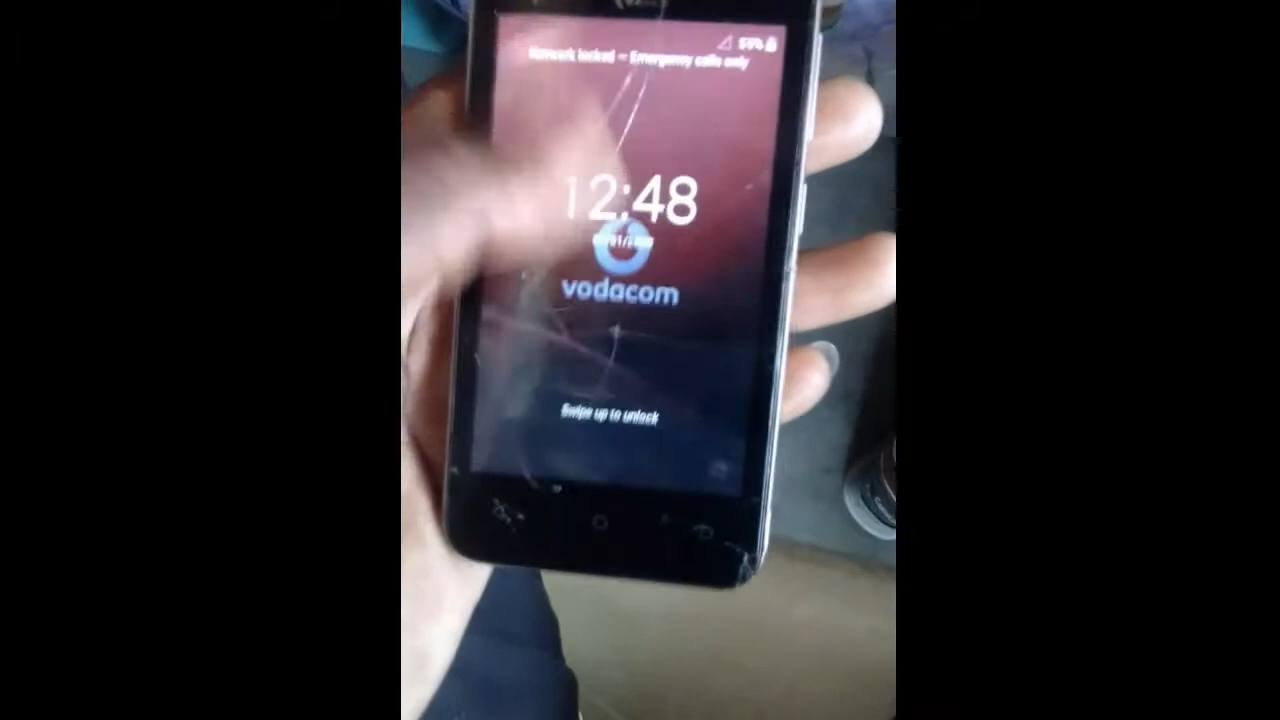 Network locked — Emergency calls only
12:48
vodacom
Swipe up to unlock